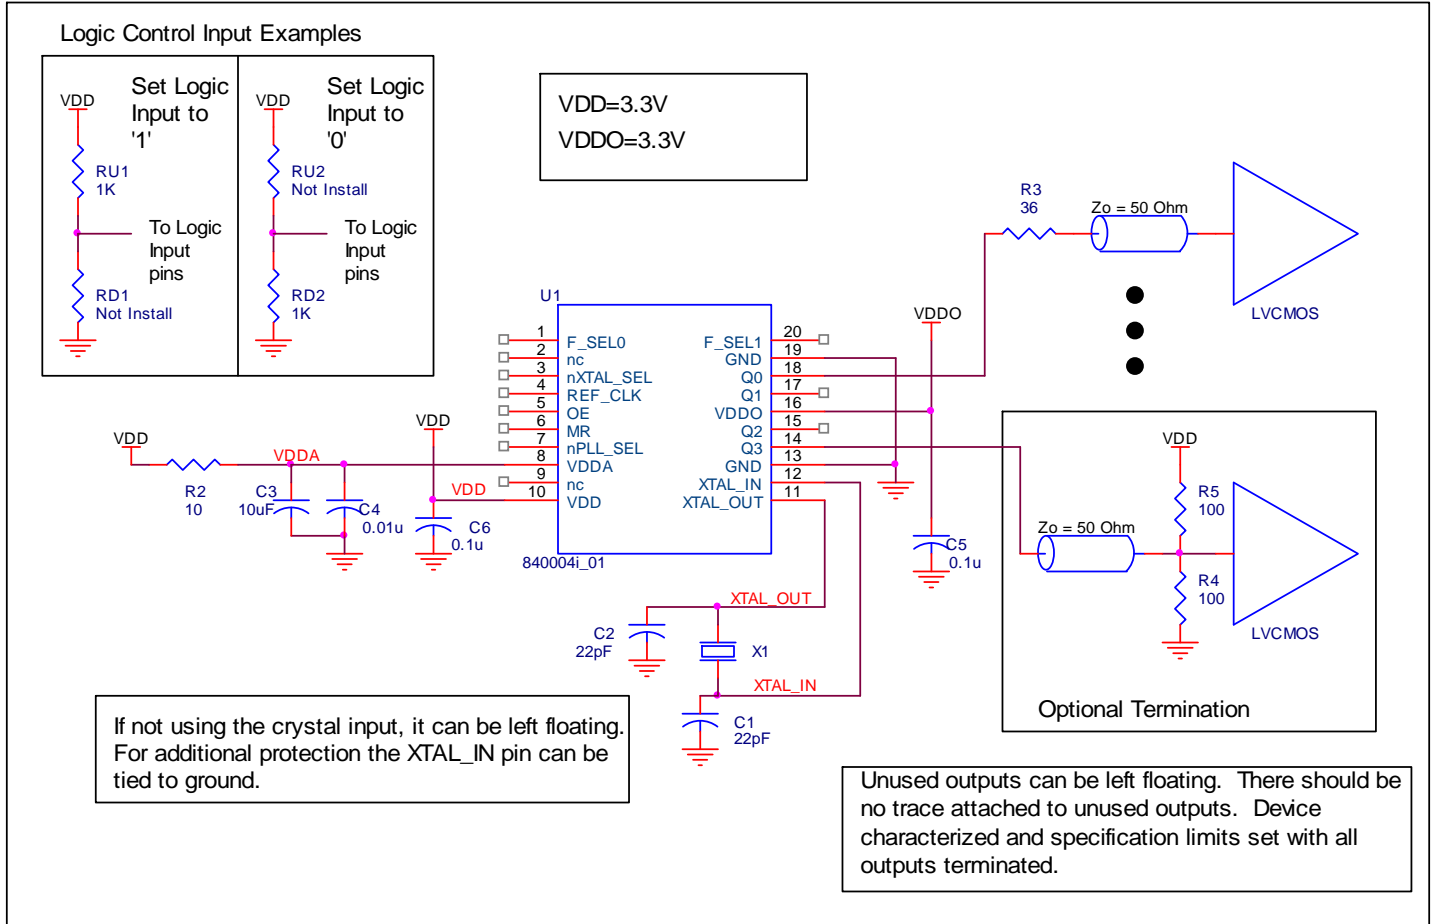 Logic Control Input Examples
Set Logic
Input to
'1'
VDD
RU1
1K
To Logic
Input
pins
RD1
Not Install
Set Logic
Input to
'0'
VDD
RU2
Not Install
To Logic
Input
pins
RD2
1K
VDD=3.3V
VDDO=3.3V
U1
1
F_SEL0
2
nc
3
nXTAL_SEL
4
REF_CLK
5
OE
6
MR
7
nPLL_SEL
8
VDDA
9
nc
10
VDD
20
F_SEL1
19
GND
18
Q0
17
Q1
16
VDDO
15
Q2
14
Q3
13
GND
12
XTAL_IN
11
XTAL_OUT
840004i_01
VDD
R2
10
VDDA
C3
10uF
C4
0.01u
VDD
VDD
C6
0.1u
VDDO
C5
0.1u
R3
36
Zo = 50 Ohm
LVCMOS
VDD
R5
100
Zo = 50 Ohm
R4
100
LVCMOS
Optional Termination
XTAL_OUT
C2
22pF
X1
XTAL_IN
C1
22pF
If not using the crystal input, it can be left floating.
For additional protection the XTAL_IN pin can be
tied to ground.
Unused outputs can be left floating. There should be
no trace attached to unused outputs. Device
characterized and specification limits set with all
outputs terminated.